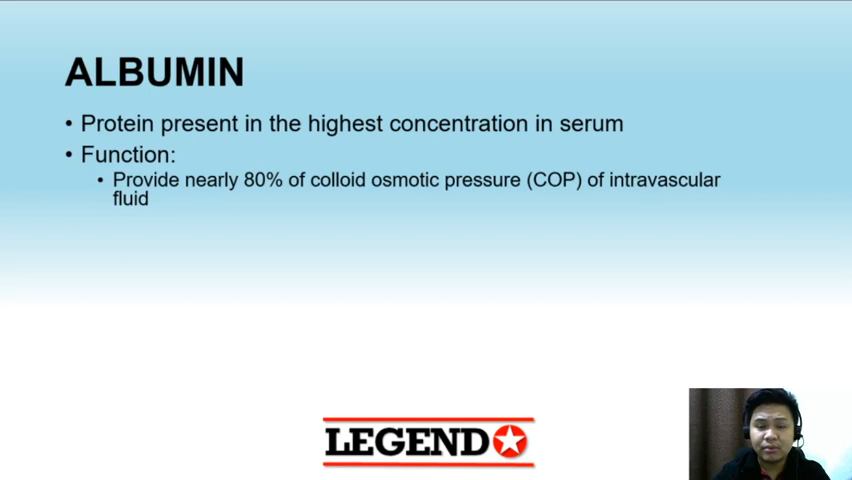 ALBUMIN
• Protein present in the highest concentration in serum
• Function:
• Provide nearly 80% of colloid osmotic pressure (COP) of intravascular
fluid
LEGEND